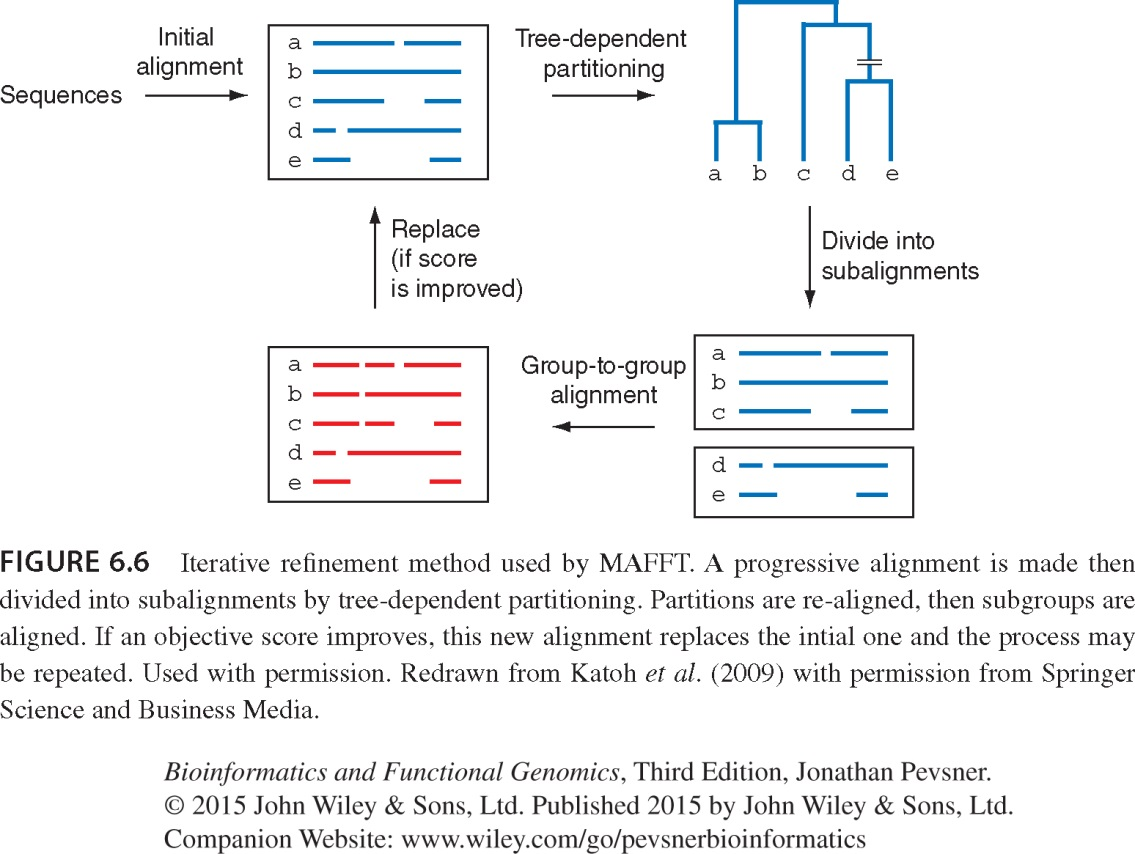 Initial
alignment
Sequences
a
b
c
d
e
Tree-dependent
partitioning
a b c d e
Divide into
subalignments
a
b
c
d
e
Group-to-group
alignment
a
b
c
d
e
Replace
(if score
is improved)
FIGURE 6.6 Iterative refinement method used by MAFFT. A progressive alignment is made then
divided into subalignments by tree-dependent partitioning. Partitions are re-aligned, then subgroups are
aligned. If an objective score improves, this new alignment replaces the intial one and the process may
be repeated. Used with permission. Redrawn from Katoh et al. (2009) with permission from Springer
Science and Business Media.
Bioinformatics and Functional Genomics, Third Edition, Jonathan Pevsner.
© 2015 John Wiley & Sons, Ltd. Published 2015 by John Wiley & Sons, Ltd.
Companion Website: www.wiley.com/go/pevsnerbioinformatics